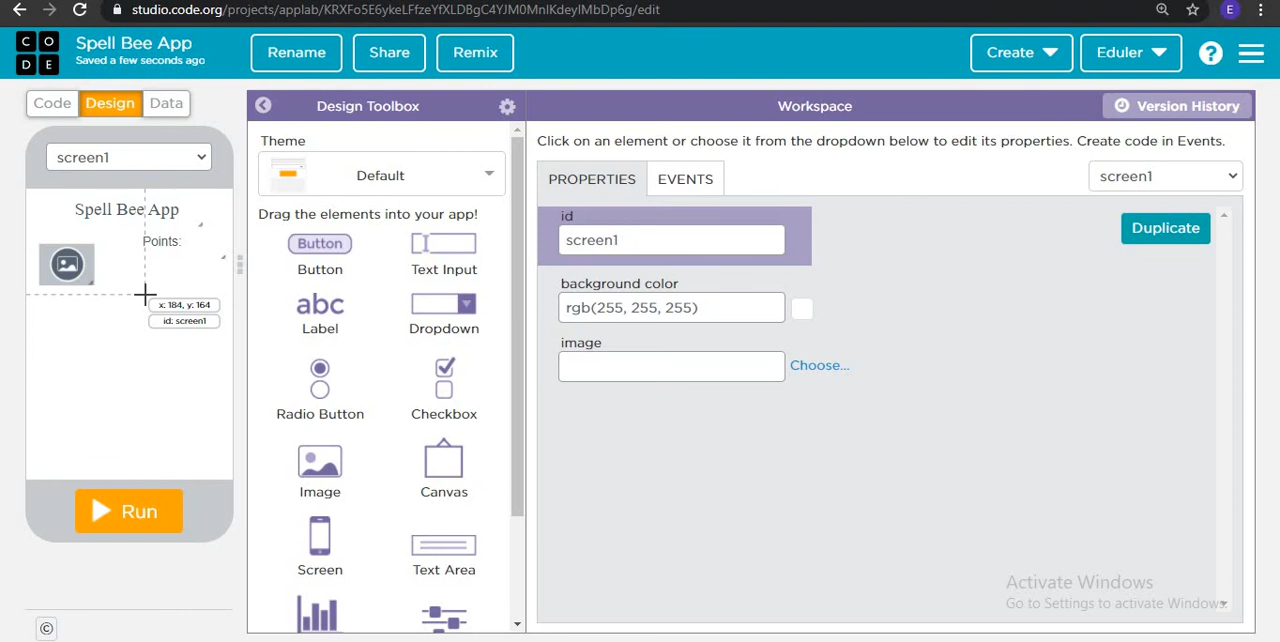 studio.code.org/projects/applab/KRXFo5E6ykeLFfzeYfXLDBgC4YJM0MnIKdeyIMbDp6g/edit
E
C O D E
Spell Bee App
Saved a few seconds ago
Rename
Share
Remix
Create
Eduler
?
Code
Design
Data
Design Toolbox
Workspace
Version History
screen1
Spell Bee App
Points:
x: 184, y: 164
id: screen1
Run
©
Theme
Default
Drag the elements into your app!
Button
Button
Text Input
abc
Label
Dropdown
Radio Button
Checkbox
Image
Canvas
Screen
Text Area
Click on an element or choose it from the dropdown below to edit its properties. Create code in Events.
PROPERTIES
EVENTS
screen1
id
screen1
Duplicate
background color
rgb(255, 255, 255)
image
Choose...
Activate Windows
Go to Settings to activate Windows.